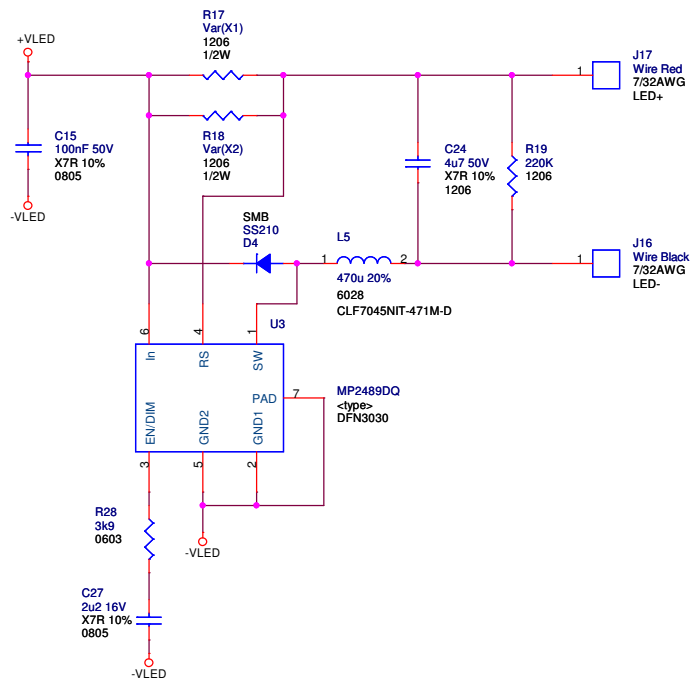 R17
Var(X1)
1206
1/2W
+VLED
J17
Wire Red
7/32AWG
LED+
1
C15
100nF 50V
X7R 10%
0805
R18
Var(X2)
1206
1/2W
C24
4u7 50V
X7R 10%
1206
R19
220K
1206
-VLED
SMB
SS210
D4
L5
1
2
470u 20%
6028
CLF7045NIT-471M-D
1
J16
Wire Black
7/32AWG
LED-
U3
6
4
1
In
RS
SW
PAD
7
MP2489DQ
<type>
DFN3030
EN/DIM
GND2
GND1
3
5
2
R28
3k9
0603
-VLED
C27
2u2 16V
X7R 10%
0805
-VLED